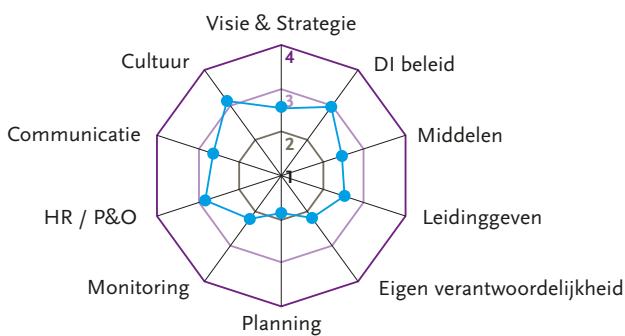 Visie & Strategie
Cultuur
4
DI beleid
3
Communicatie
2
Middelen
1
HR / P&O
Leidinggeven
Monitoring
Eigen verantwoordelijkheid
Planning